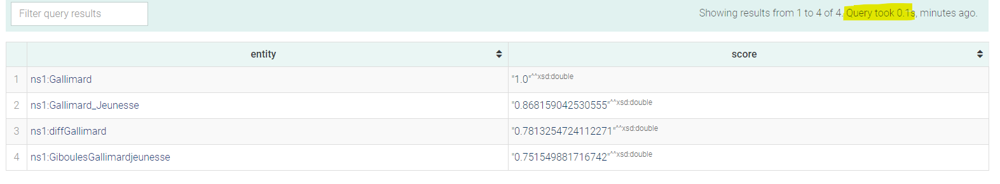 Filter query results
Showing results from 1 to 4 of 4. Query took 0.1s, minutes ago.
entity score
1 ns1:Gallimard "1.0"^^xsd:double
2 ns1:Gallimard_Jeunesse "0.868159042530555"^^xsd:double
3 ns1:diffGallimard "0.7813254724112271"^^xsd:double
4 ns1:GiboulesGallimardjeunesse "0.751549881716742"^^xsd:double